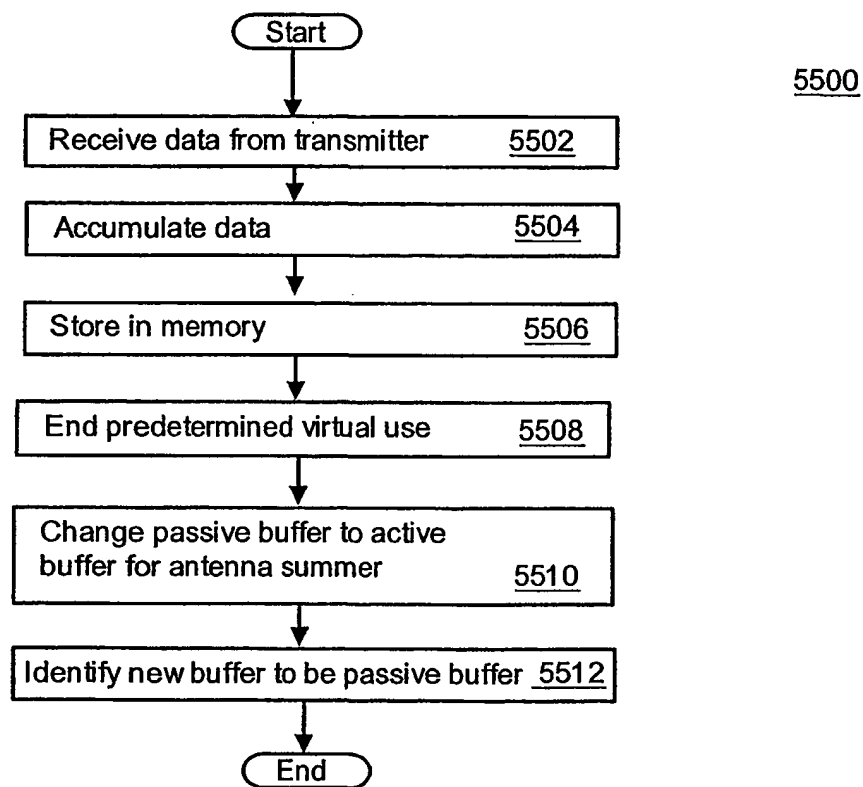 Start
5500
Receive data from transmitter 5502
Accumulate data 5504
Store in memory 5506
End predetermined virtual use 5508
Change passive buffer to active
buffer for antenna summer 5510
Identify new buffer to be passive buffer 5512
End